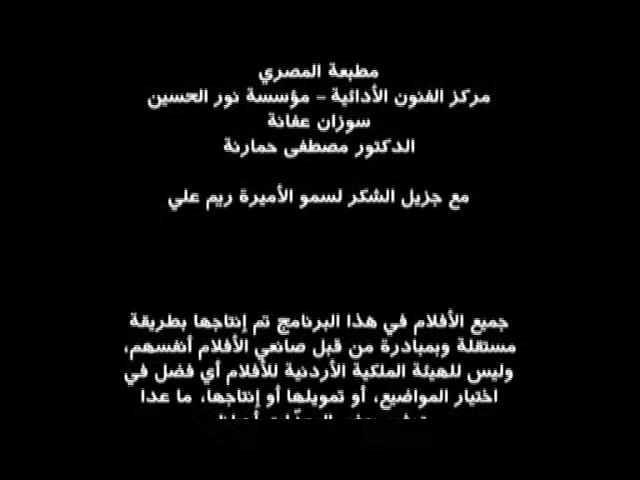 مطبعة المصري
مركز الفنون الأدائية – مؤسسة نور الحسين
سوزان عفانة
الدكتور مصطفى حمارنة
مع جزيل الشكر لسمو الأميرة ريم علي
جميع الأفلام في هذا البرنامج تم إنتاجها بطريقة
مستقلة وبمبادرة من قبل صانعي الأفلام أنفسهم،
وليس للهيئة الملكية الأردنية للأفلام أي فضل في
اختيار المواضيع، أو تمويلها أو إنتاجها، ما عدا